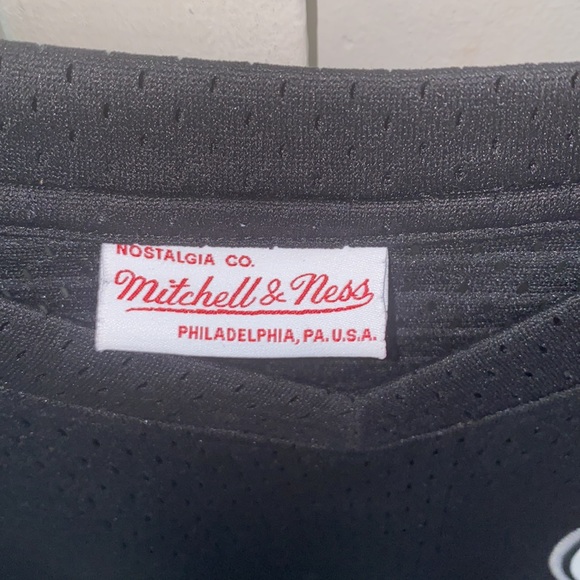 NOSTALGIA CO.
Mitchell & Ness
PHILADELPHIA, PA. U.S.A.